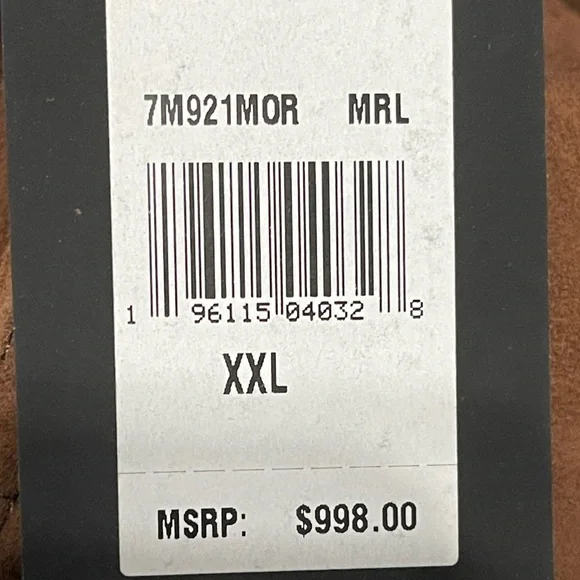 7M921MOR MRL
1 96115 04032 8
XXL
MSRP: $998.00